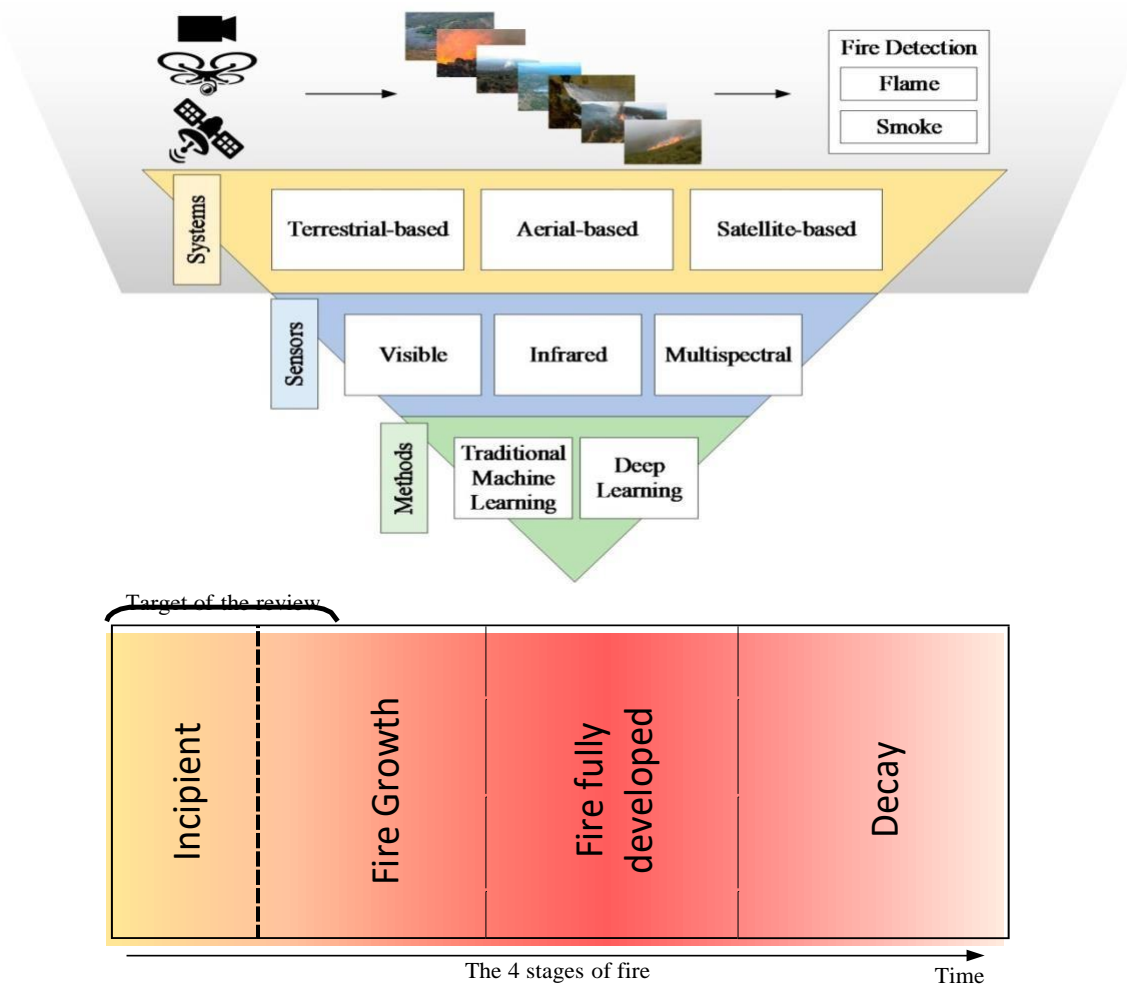 Fire Detection
Flame
Smoke
Systems
Terrestrial-based
Aerial-based
Satellite-based
Sensors
Visible
Infrared
Multispectral
Methods
Traditional
Machine
Learning
Deep
Learning
Target of the review
Incipient
Fire Growth
Fire fully
developed
Decay
The 4 stages of fire
Time